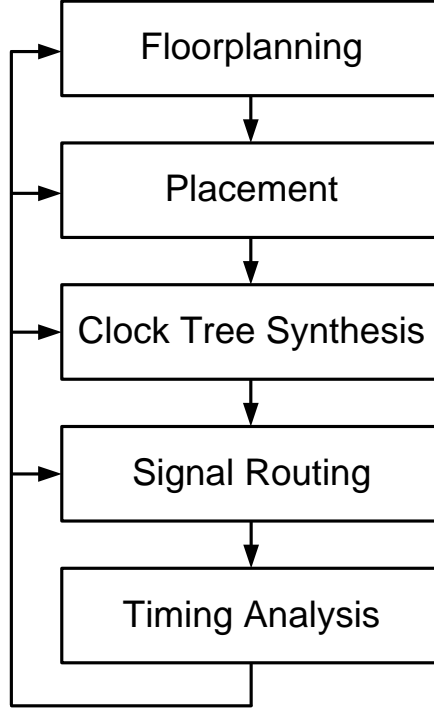 Floorplanning
Placement
Clock Tree Synthesis
Signal Routing
Timing Analysis